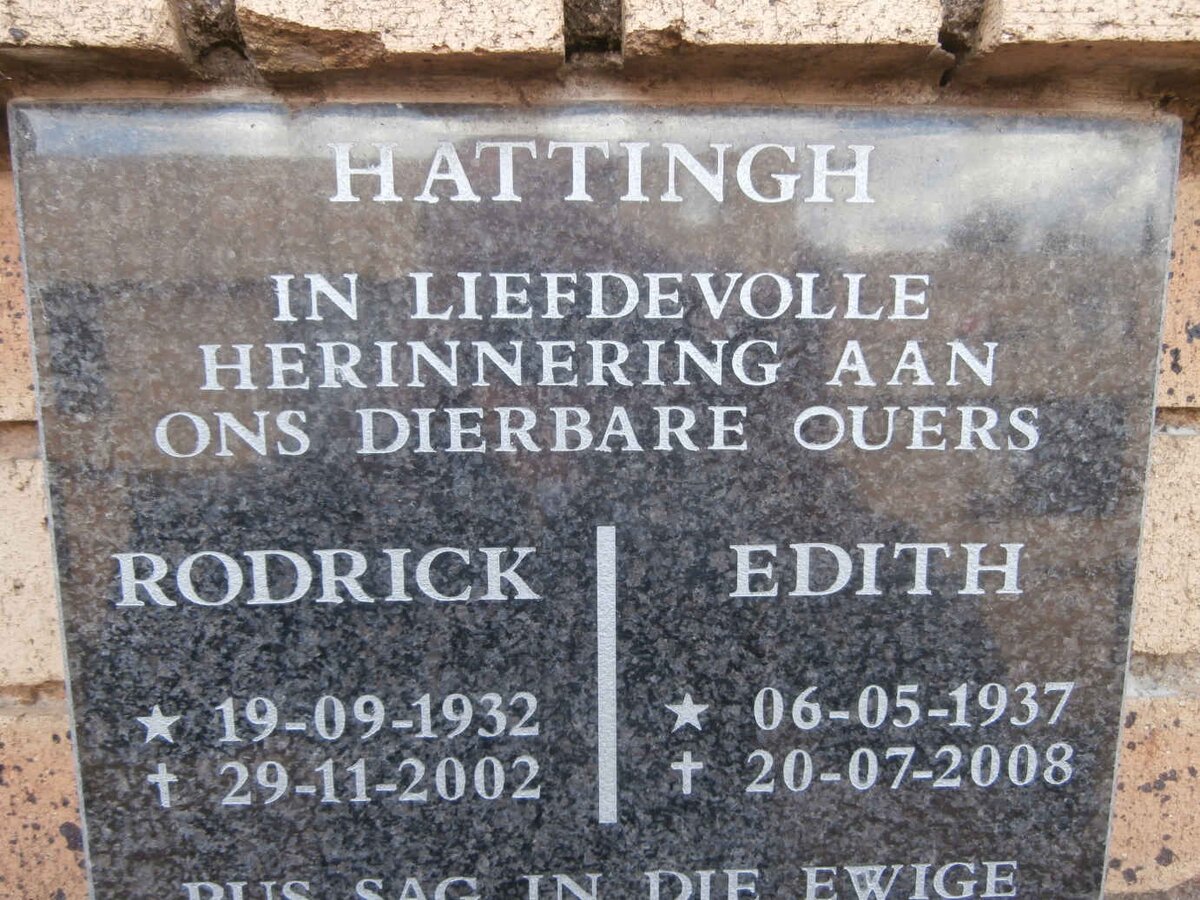 HATTINGH
IN LIEFDEVOLLE
HERINNERING AAN
ONS DIERBARE OUERS
RODRICK
EDITH
★ 19-09-1932
✝ 29-11-2002
★ 06-05-1937
✝ 20-07-2008
RUS SAG IN DIE EWIGE